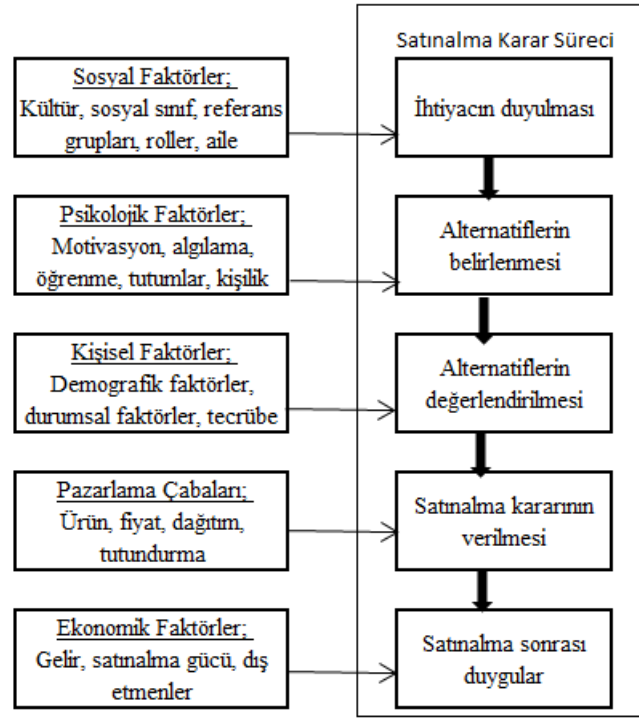 Satınalma Karar Süreci
Sosyal Faktörler;
Kültür, sosyal sınıf, referans
grupları, roller, aile
İhtiyacın duyulması
Psikolojik Faktörler;
Motivasyon, algılama,
öğrenme, tutumlar, kişilik
Alternatiflerin
belirlenmesi
Kişisel Faktörler;
Demografik faktörler,
durumsal faktörler, tecrübe
Alternatiflerin
değerlendirilmesi
Pazarlama Çabaları;
Ürün, fiyat, dağıtım,
tutundurma
Satınalma kararının
verilmesi
Ekonomik Faktörler;
Gelir, satınalma gücü, dış
etmenler
Satınalma sonrası
duygular